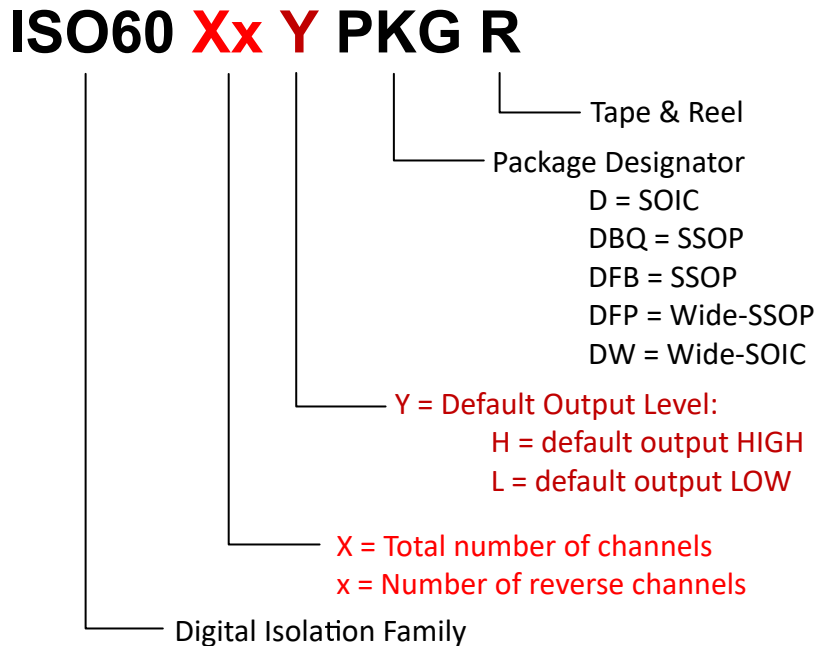 ISO60 Xx Y PKG R
Tape & Reel
Package Designator
D = SOIC
DBQ = SSOP
DFB = SSOP
DFP = Wide-SSOP
DW = Wide-SOIC
Y = Default Output Level:
H = default output HIGH
L = default output LOW
X = Total number of channels
x = Number of reverse channels
Digital Isolation Family